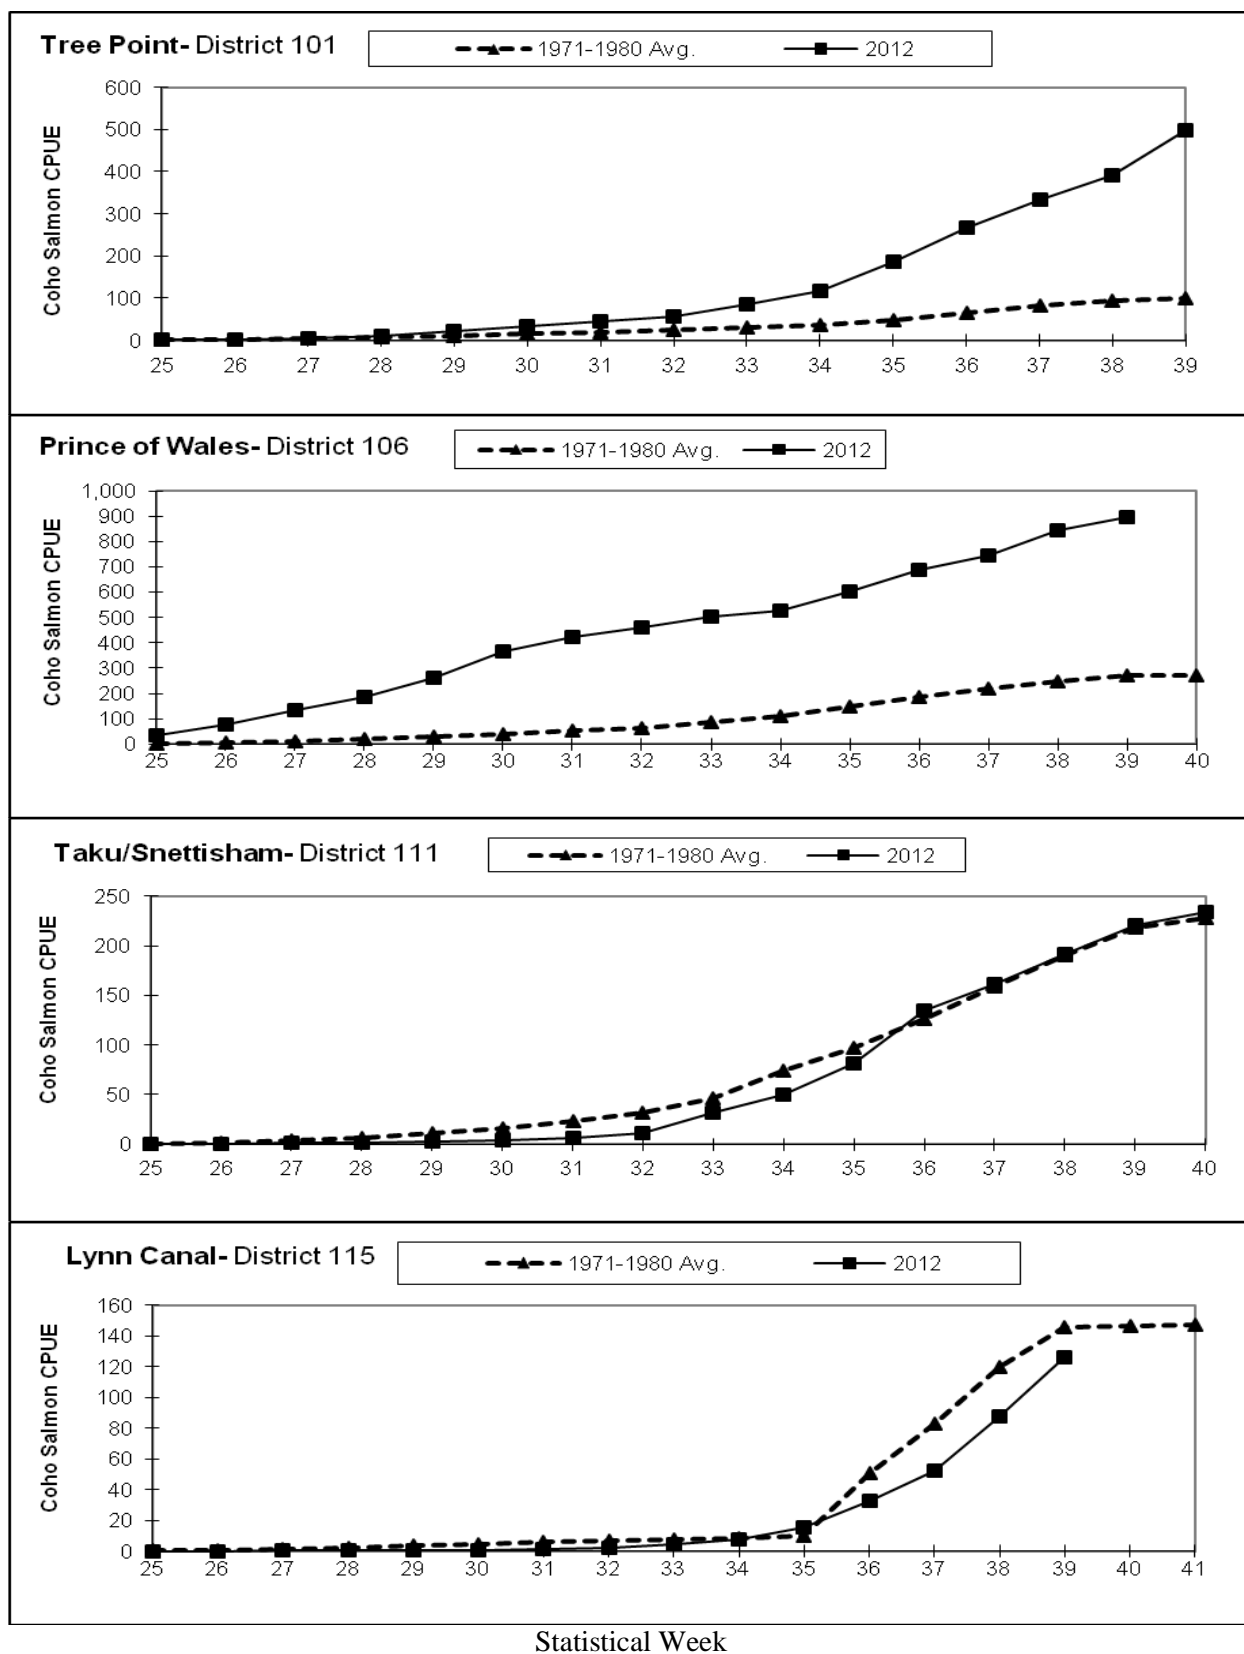 Tree Point- District 101
1971-1980 Avg. 2012
Coho Salmon CPUE
600
500
400
300
200
100
0
25 26 27 28 29 30 31 32 33 34 35 36 37 38 39
Prince of Wales- District 106
1971-1980 Avg. 2012
Coho Salmon CPUE
1,000
900
800
700
600
500
400
300
200
100
0
25 26 27 28 29 30 31 32 33 34 35 36 37 38 39 40
Taku/Snettisham- District 111
1971-1980 Avg. 2012
Coho Salmon CPUE
250
200
150
100
50
0
25 26 27 28 29 30 31 32 33 34 35 36 37 38 39 40
Lynn Canal- District 115
1971-1980 Avg. 2012
Coho Salmon CPUE
160
140
120
100
80
60
40
20
0
25 26 27 28 29 30 31 32 33 34 35 36 37 38 39 40 41
Statistical Week